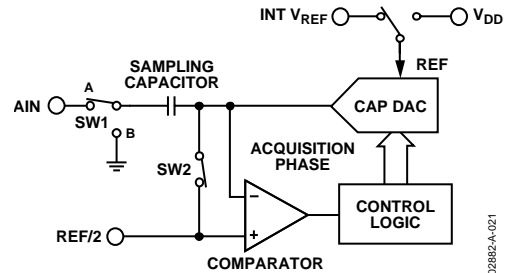 INT VREF
VDD
REF
SAMPLING
CAPACITOR
CAP DAC
A
AIN
SW1
B
ACQUISITION
PHASE
SW2
−
CONTROL
LOGIC
+
REF/2
COMPARATOR
02882-A-021